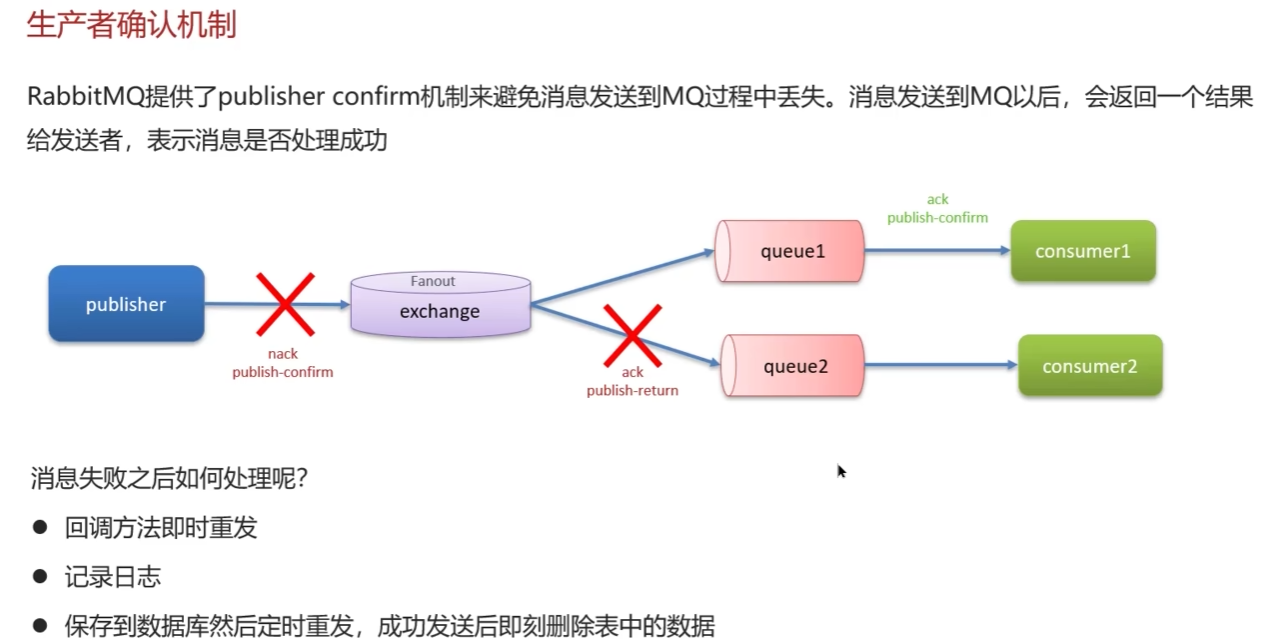 生产者确认机制
RabbitMQ提供了publisher confirm机制来避免消息发送到MQ过程中丢失。消息发送到MQ以后，会返回一个结果
给发送者，表示消息是否处理成功
ack
publish-confirm
queue1
consumer1
Fanout
publisher
exchange
nack
publish-confirm
ack
publish-return
queue2
consumer2
消息失败之后如何处理呢？
● 回调方法即时重发
● 记录日志
● 保存到数据库然后定时重发，成功发送后即刻删除表中的数据